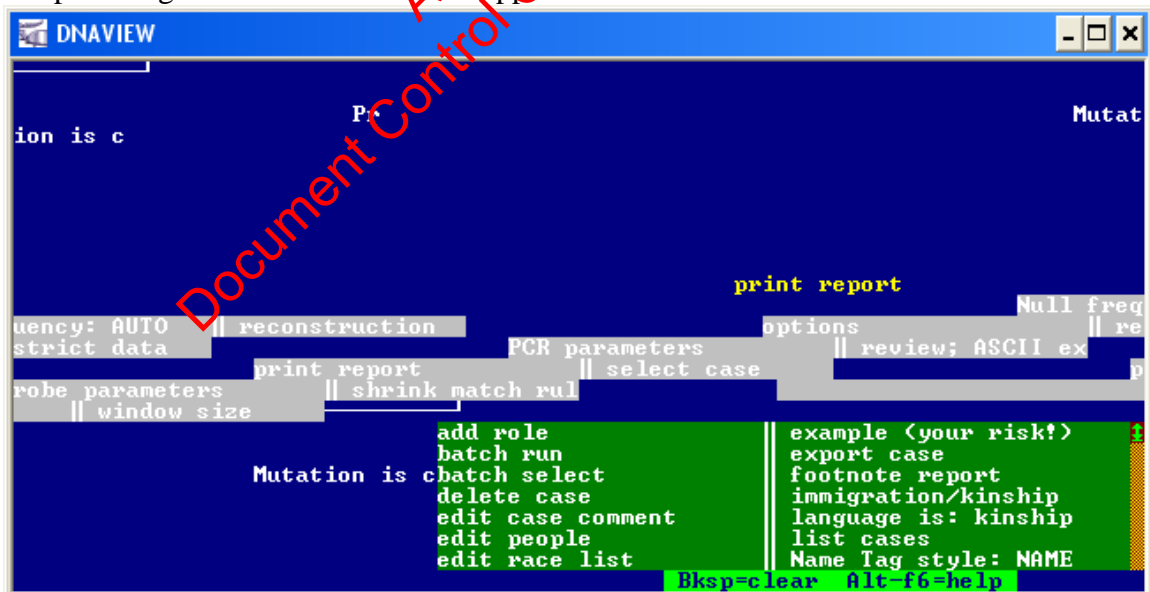 DNAVIEW
Document Control
Pr Mutat
ion is c
print report
Null freq
uency: AUTO || reconstruction options || re
strict data PCR parameters || review; ASCII ex
print report || select case p
robe parameters || shrink match rul
|| window size
add role || example (your risk!)
batch run || export case
Mutation is c batch select || footnote report
delete case || immigration/kinship
edit case comment || language is: kinship
edit people || list cases
edit race list || Name Tag style: NAME
Bksp=clear Alt-f6=help